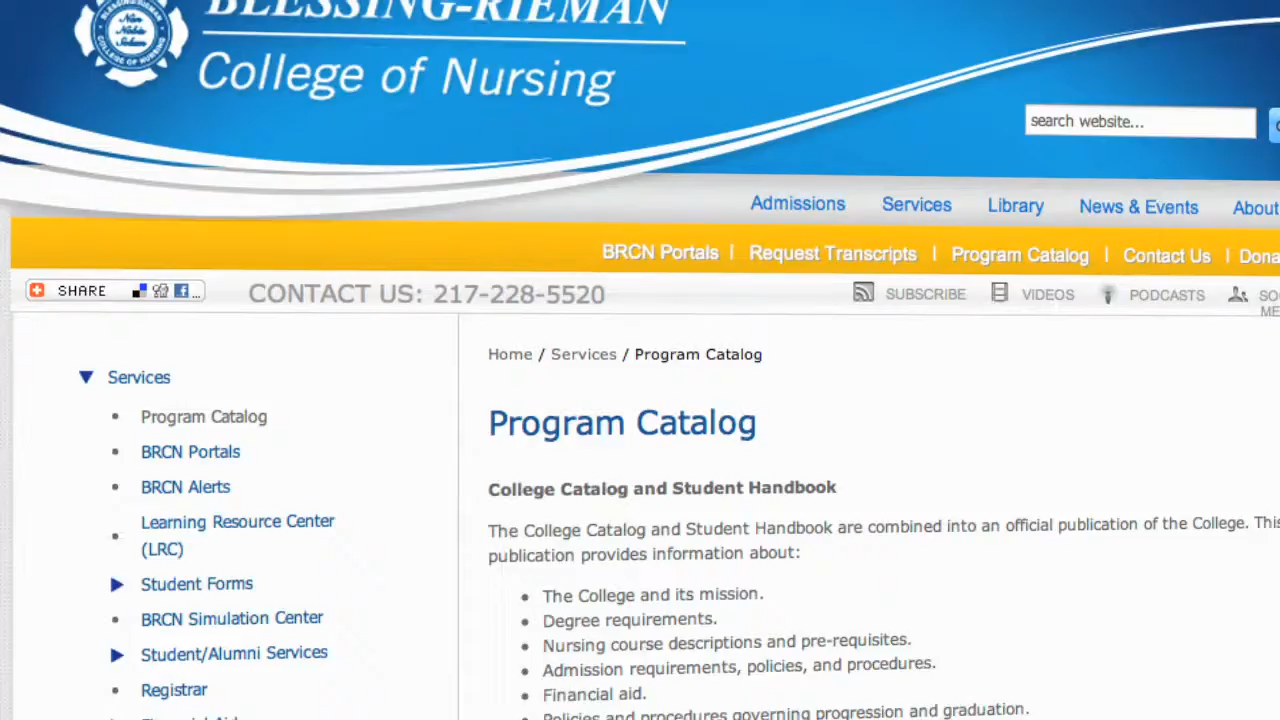 BLESSING-RIEMAN
College of Nursing
search website...
Admissions Services Library News & Events About
BRCN Portals | Request Transcripts | Program Catalog | Contact Us |
SHARE ... CONTACT US: 217-228-5520 SUBSCRIBE VIDEOS PODCASTS
Home / Services / Program Catalog
Services
Program Catalog
BRCN Portals
BRCN Alerts
Learning Resource Center
(LRC)
Student Forms
BRCN Simulation Center
Student/Alumni Services
Registrar
Program Catalog
College Catalog and Student Handbook
The College Catalog and Student Handbook are combined into an official publication of the College. This
publication provides information about:
• The College and its mission.
• Degree requirements.
• Nursing course descriptions and pre-requisites.
• Admission requirements, policies, and procedures.
• Financial aid.
• Policies and procedures governing progression and graduation.